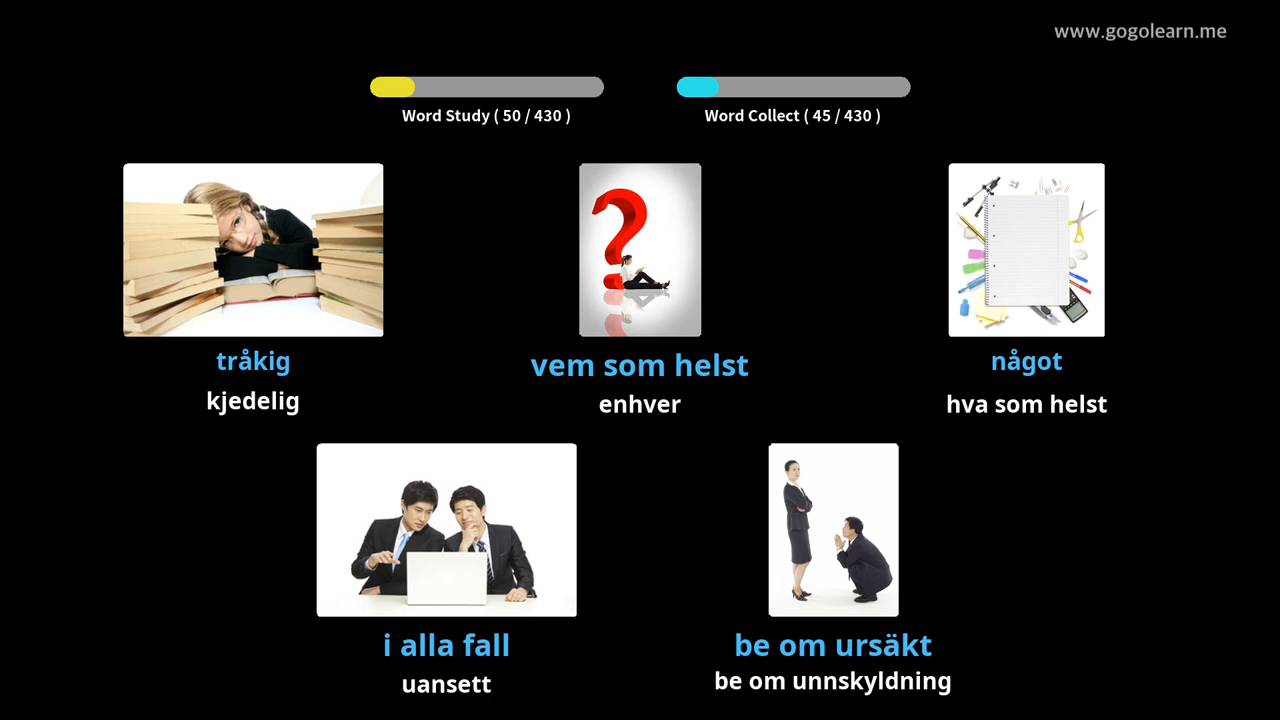 www.gogolearn.me
Word Study ( 50 / 430 )
Word Collect ( 45 / 430 )
tråkig
kjedelig
vem som helst
enhver
något
hva som helst
i alla fall
uansett
be om ursäkt
be om unnskyldning